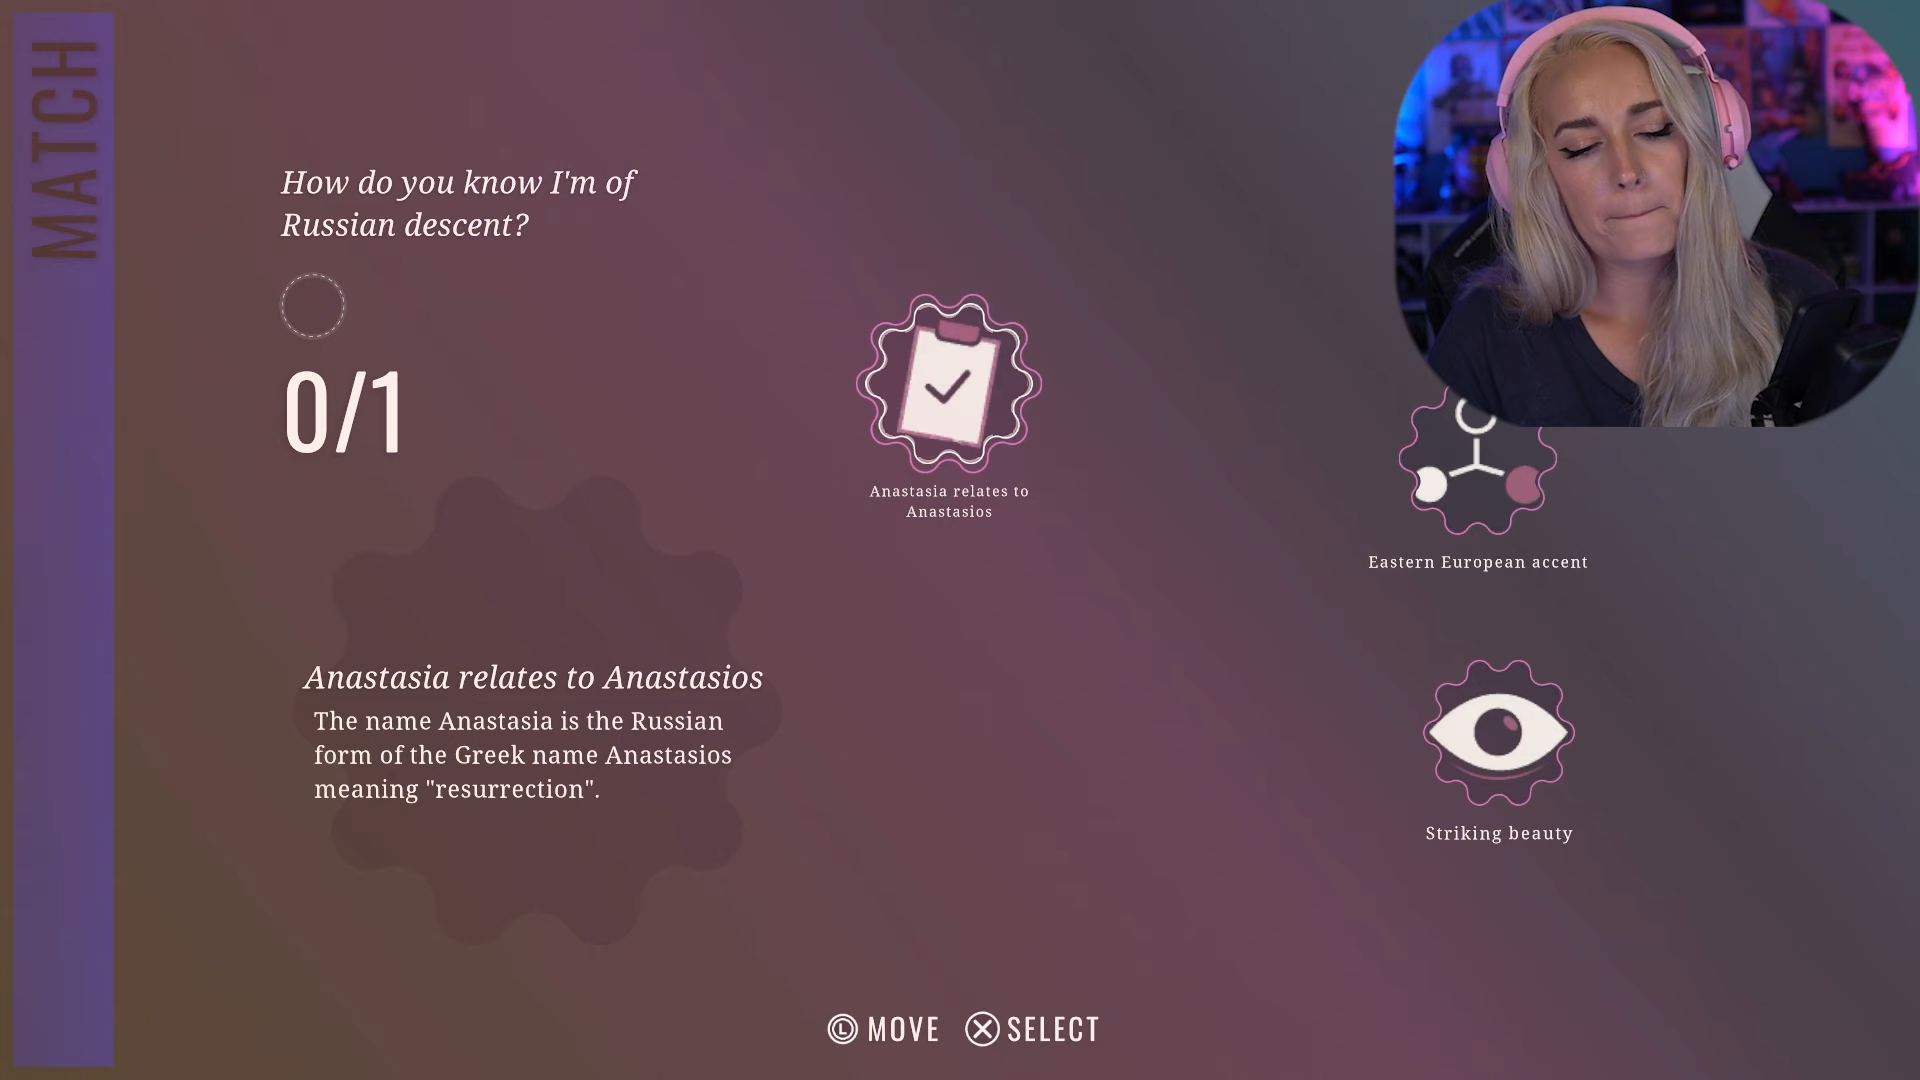 MATCH
How do you know I'm of
Russian descent?
0/1
Anastasia relates to
Anastasios
Eastern European accent
Anastasia relates to Anastasios
The name Anastasia is the Russian
form of the Greek name Anastasios
meaning "resurrection".
Striking beauty
L MOVE SELECT